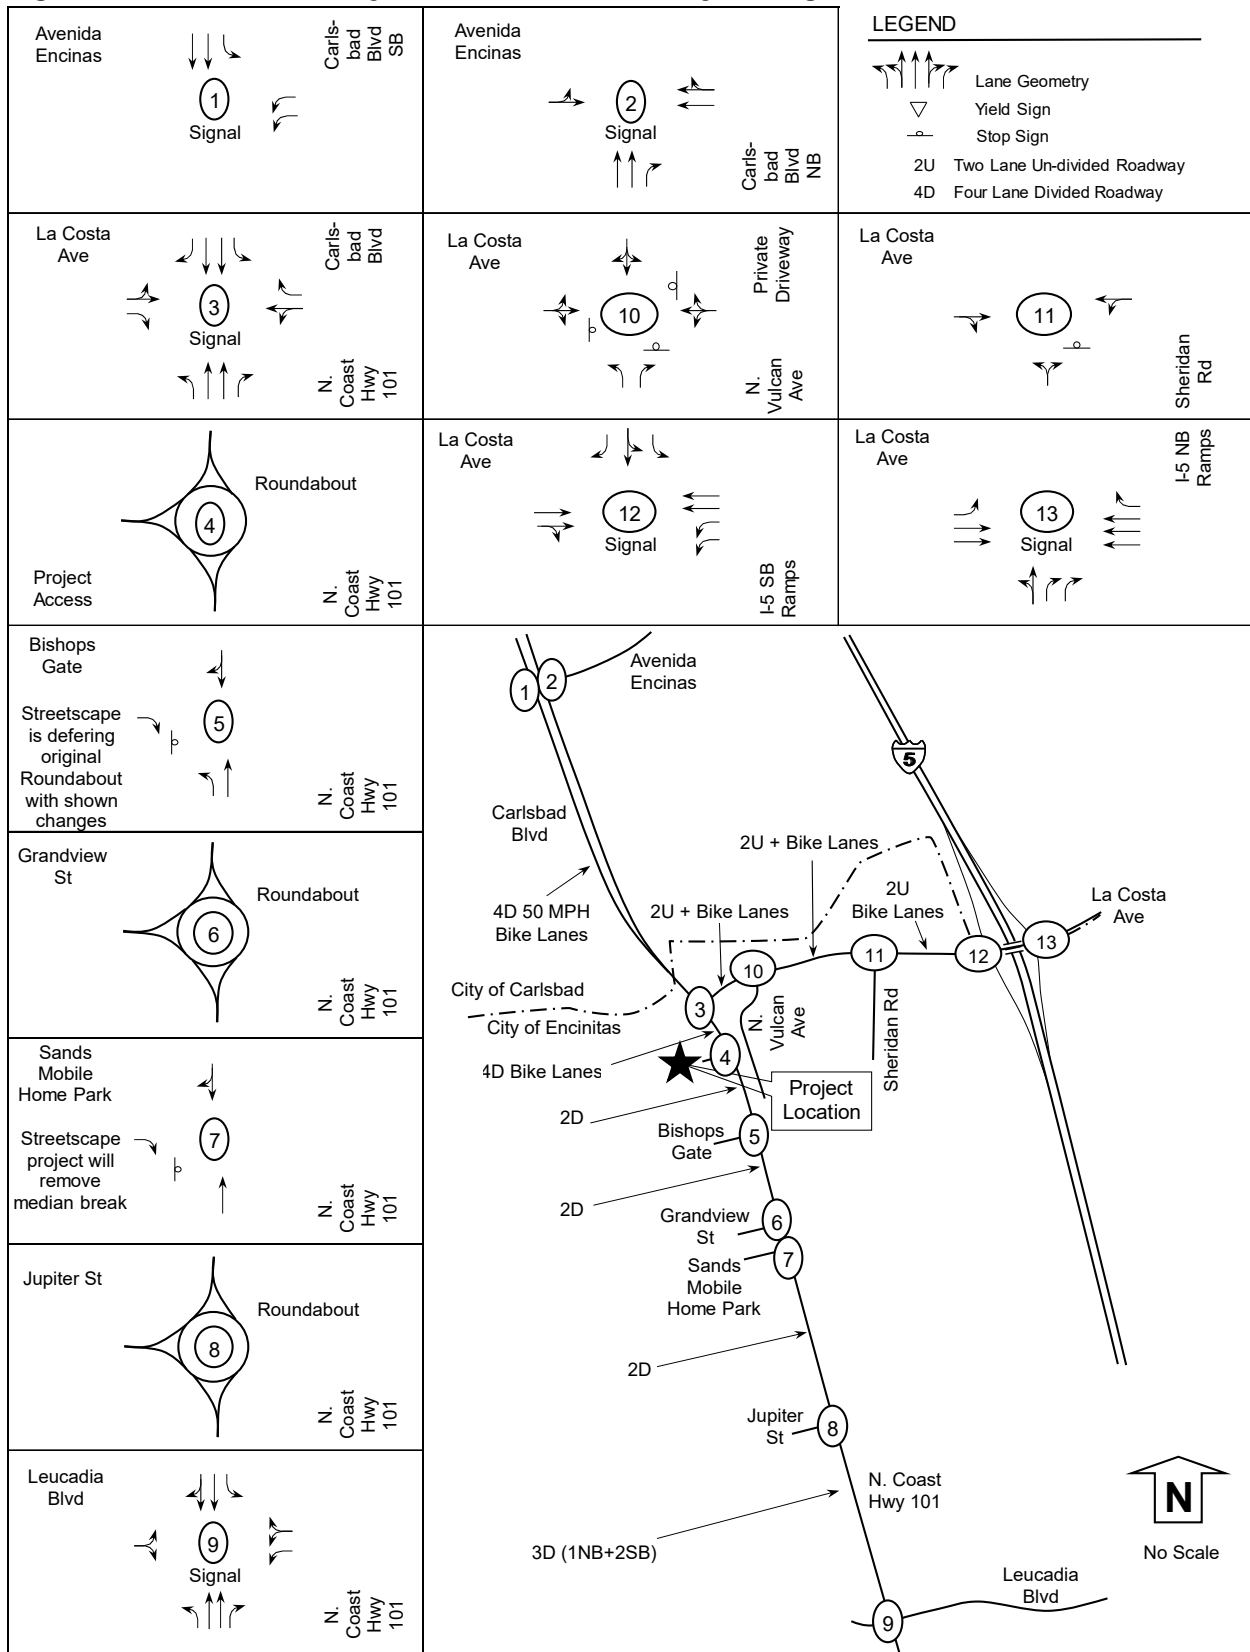 Avenida
Encinas
Carls-
bad
Blvd
SB
1
Signal
Avenida
Encinas
2
Signal
Carls-
bad
Blvd
NB
LEGEND
Lane Geometry
Yield Sign
Stop Sign
2U Two Lane Un-divided Roadway
4D Four Lane Divided Roadway
La Costa
Ave
Carls-
bad
Blvd
3
Signal
N.
Coast
Hwy
101
La Costa
Ave
Private
Driveway
10
N.
Vulcan
Ave
La Costa
Ave
11
Sheridan
Rd
Roundabout
4
Project
Access
N.
Coast
Hwy
101
La Costa
Ave
12
Signal
I-5 SB
Ramps
La Costa
Ave
I-5 NB
Ramps
13
Signal
Bishops
Gate
Streetscape
is defering
original
Roundabout
with shown
changes
5
N.
Coast
Hwy
101
Grandview
St
Roundabout
6
N.
Coast
Hwy
101
Sands
Mobile
Home Park
Streetscape
project will
remove
median break
7
N.
Coast
Hwy
101
Jupiter St
Roundabout
8
N.
Coast
Hwy
101
Leucadia
Blvd
9
Signal
N.
Coast
Hwy
101
1
2
Avenida
Encinas
5
Carlsbad
Blvd
2U + Bike Lanes
4D 50 MPH
Bike Lanes
2U + Bike Lanes
2U
Bike Lanes
La Costa
Ave
10
11
12
13
City of Carlsbad
City of Encinitas
3
N.
Vulcan
Ave
Sheridan Rd
4D Bike Lanes
4
Project
Location
2D
Bishops
Gate
5
2D
Grandview
St
6
Sands
Mobile
Home Park
7
2D
Jupiter
St
8
N. Coast
Hwy 101
3D (1NB+2SB)
N
No Scale
Leucadia
Blvd
9